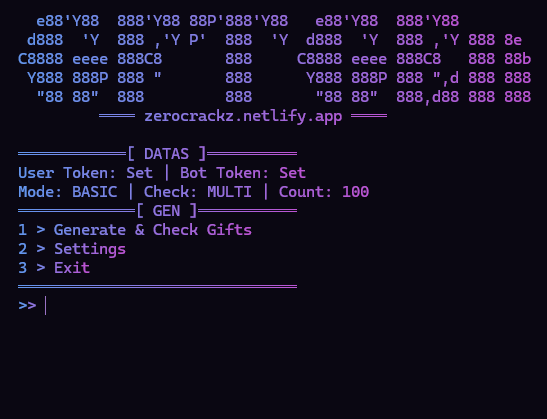 e88'Y88  888'Y88 88P'888'Y88   e88'Y88  888'Y88
 d888  'Y  888 ,'Y P'  888  'Y  d888  'Y  888 ,'Y 888 8e
C8888 eeee 888C8       888     C8888 eeee 888C8   888 88b
 Y888 888P 888 "       888      Y888 888P 888 ",d 888 888
  "88 88"  888         888       "88 88"  888,d88 888 888
════ zerocrackz.netlify.app ════
════════════[ DATAS ]══════════
User Token: Set | Bot Token: Set
Mode: BASIC | Check: MULTI | Count: 100
═════════════[ GEN ]═══════════
1 > Generate & Check Gifts
2 > Settings
3 > Exit
═══════════════════════════════
>>